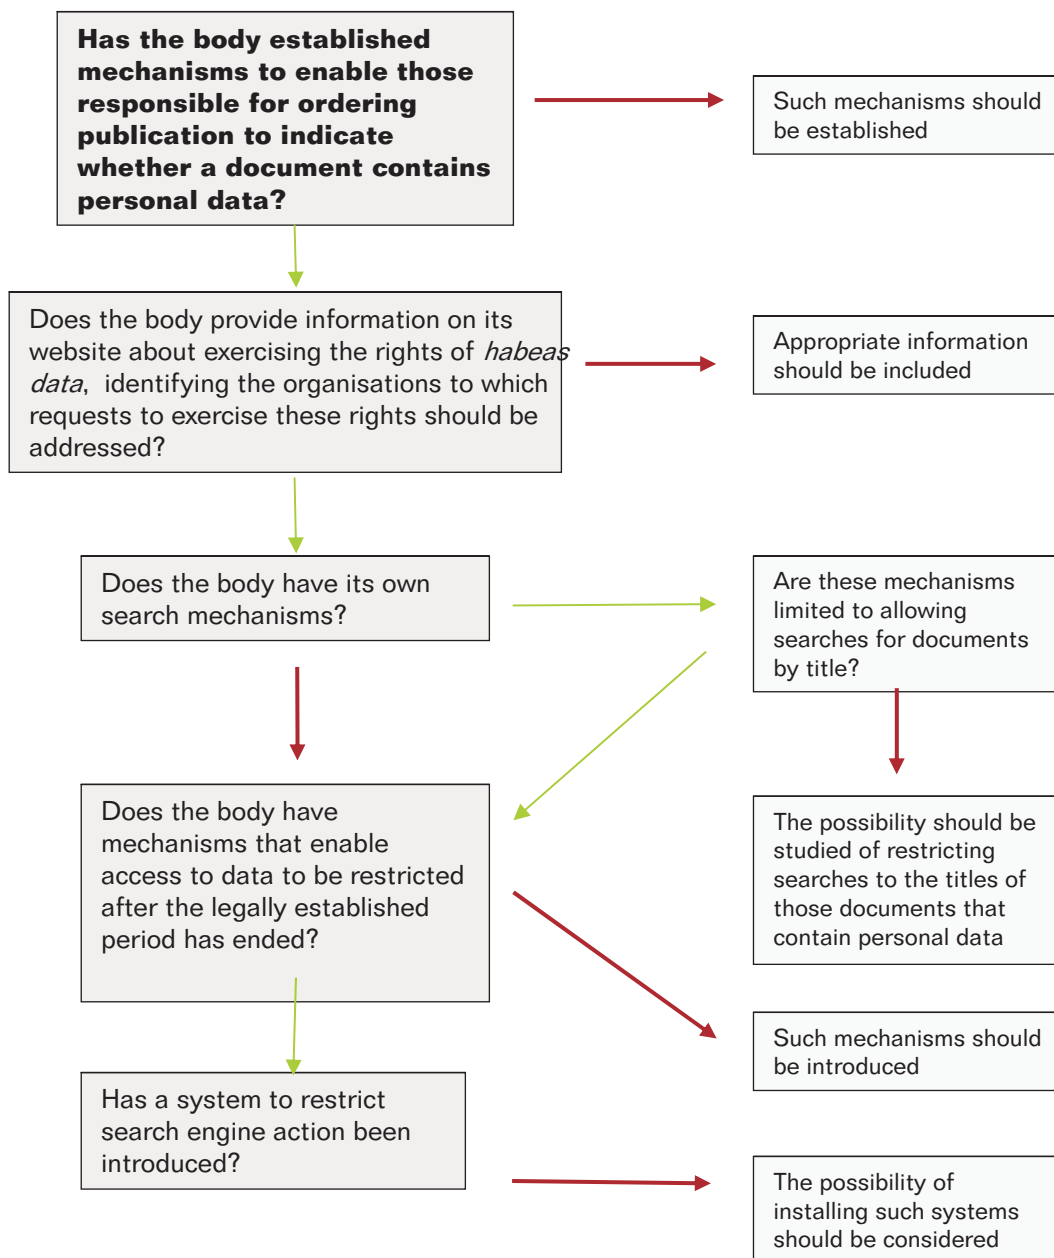 Has the body established
mechanisms to enable those
responsible for ordering
publication to indicate
whether a document contains
personal data?
Such mechanisms should
be established
Does the body provide information on its
website about exercising the rights of habeas
data, identifying the organisations to which
requests to exercise these rights should be
addressed?
Appropriate information
should be included
Does the body have its own
search mechanisms?
Are these mechanisms
limited to allowing
searches for documents
by title?
Does the body have
mechanisms that enable
access to data to be restricted
after the legally established
period has ended?
The possibility should be
studied of restricting
searches to the titles of
those documents that
contain personal data
Such mechanisms should
be introduced
Has a system to restrict
search engine action been
introduced?
The possibility of
installing such systems
should be considered